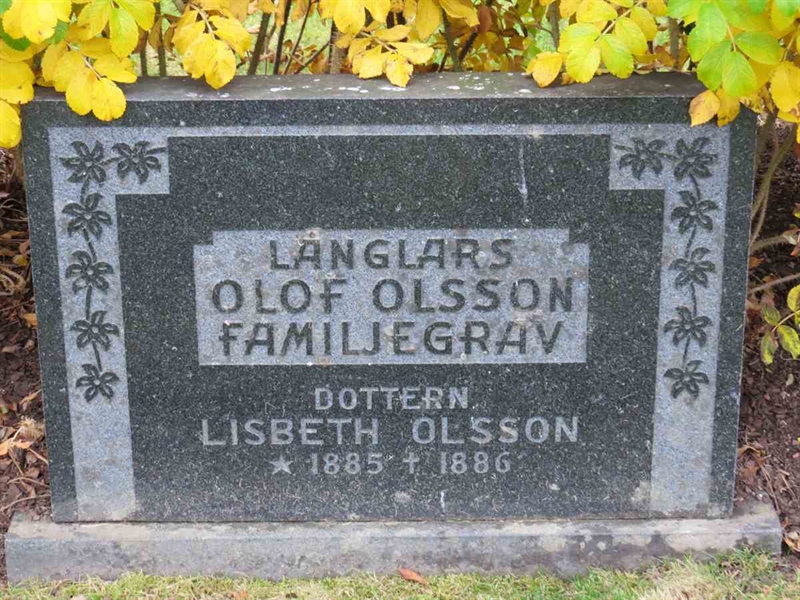 LÅNGLARS
OLOF OLSSON
FAMILJEGRAV
DOTTERN
LISBETH OLSSON
★ 1885 † 1886